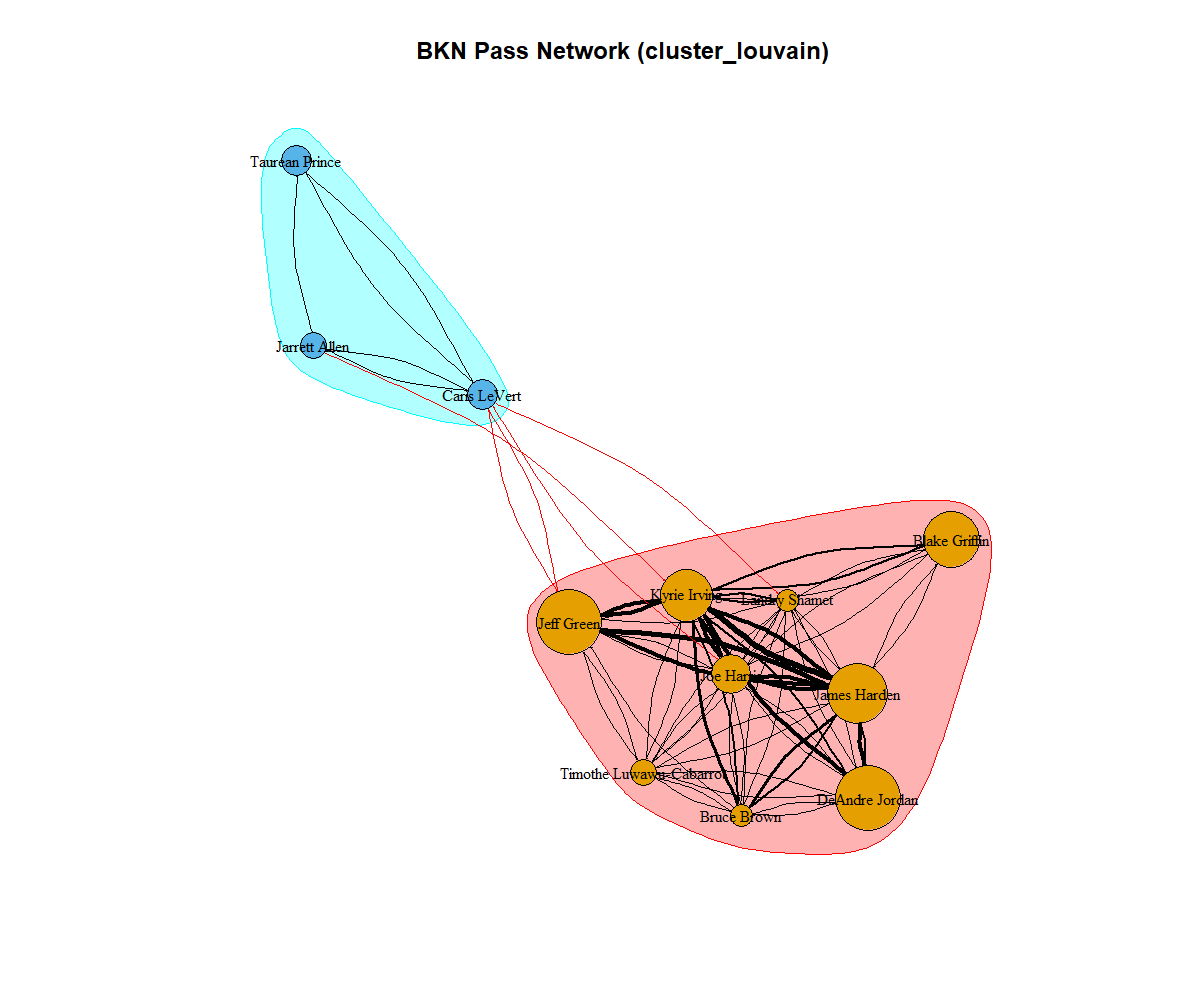 BKN Pass Network (cluster_louvain)
Taurean Prince
Jarrett Allen
Caris LeVert
Blake Griffin
Kyrie Irving
Landry Shamet
Jeff Green
Joe Harris
James Harden
Timothe Luwawu-Cabarrot
DeAndre Jordan
Bruce Brown